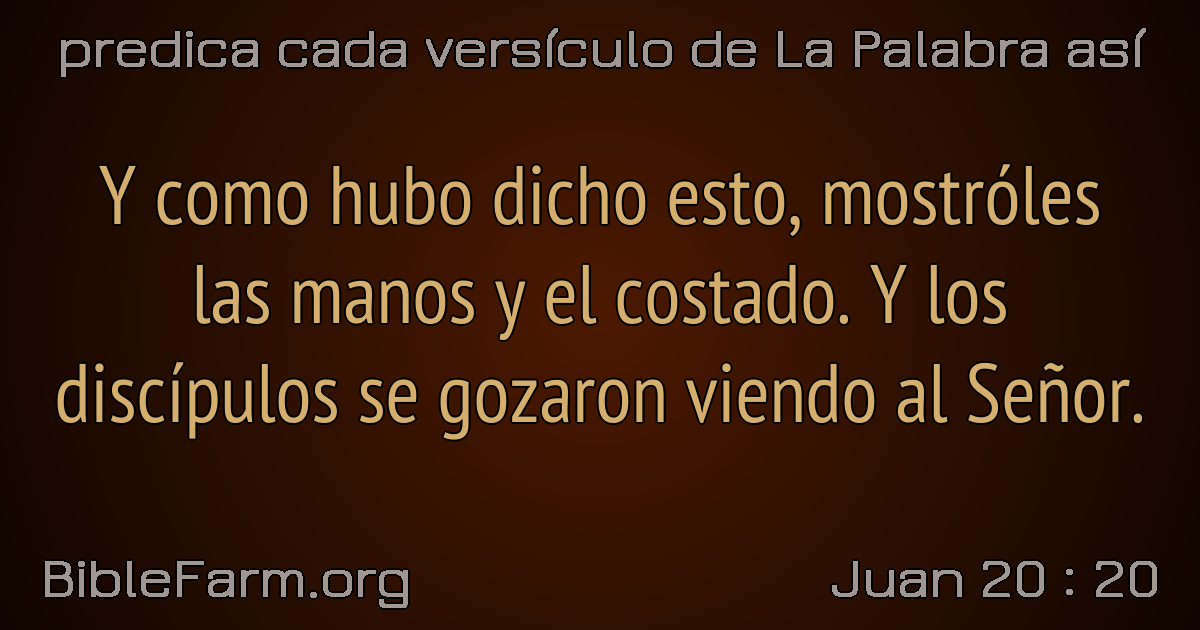 predica cada versículo de La Palabra así
Y como hubo dicho esto, mostróles
las manos y el costado. Y los
discípulos se gozaron viendo al Señor.
BibleFarm.org
Juan 20 : 20